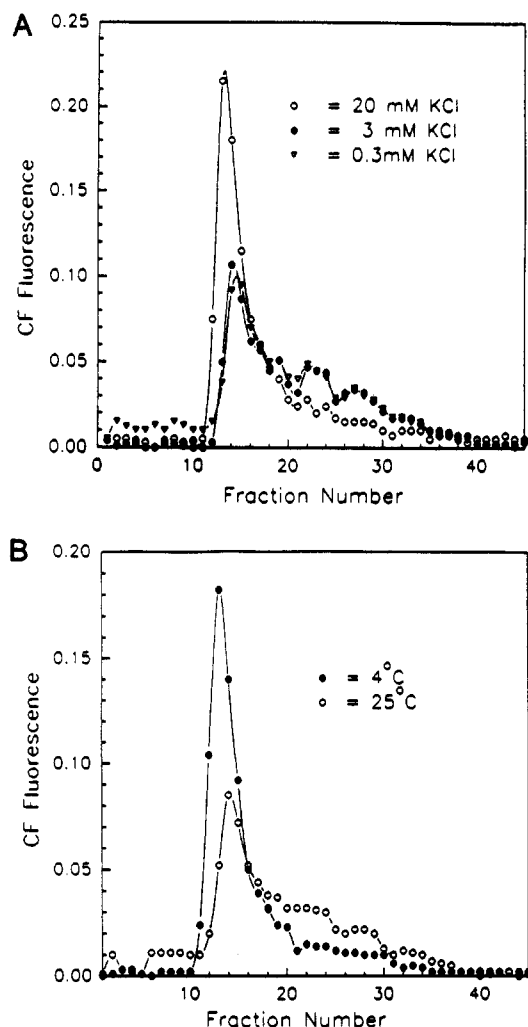 A
0.25
0.20
0.15
0.10
0.05
0.00
CF Fluorescence
○ = 20 mM KCl
● = 3 mM KCl
▼ = 0.3mM KCl
0 10 20 30 40
Fraction Number
B
0.20
0.15
0.10
0.05
0.00
CF Fluorescence
● = 4°C
○ = 25°C
0 10 20 30 40
Fraction Number